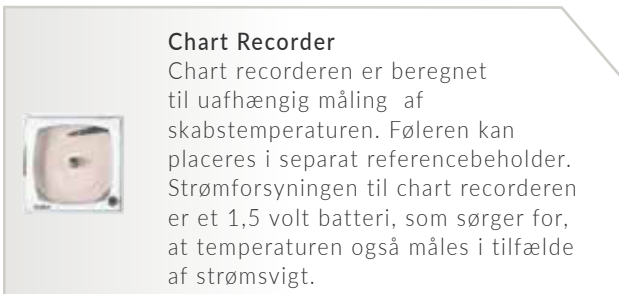 Chart Recorder
Chart recorderen er beregnet
til uafhængig måling af
skabstemperaturen. Føleren kan
placeres i separat referencebeholder.
Strømforsyningen til chart recorderen
er et 1,5 volt batteri, som sørger for,
at temperaturen også måles i tilfælde
af strømsvigt.